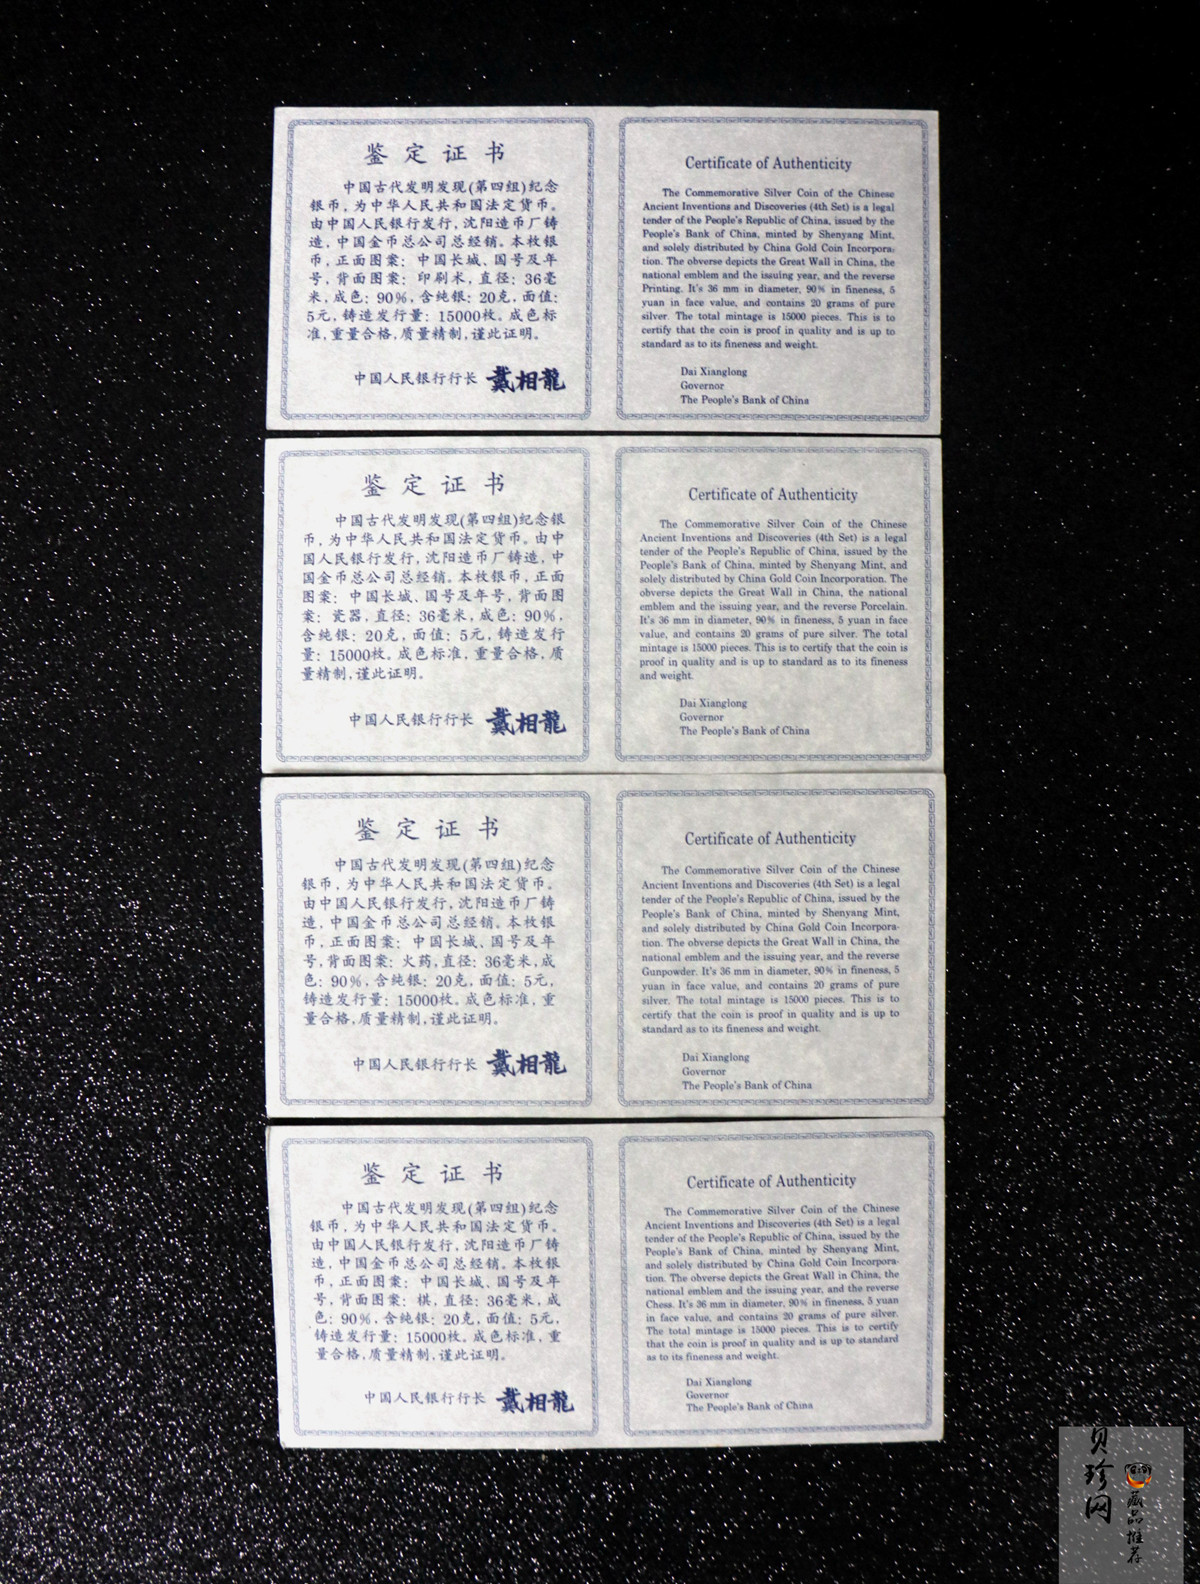 鉴定证书
中国古代发明发现(第四组)纪念
银币，为中华人民共和国法定货币。
由中国人民银行发行，沈阳造币厂铸
造，中国金币总公司总经销。本枚银
币，正面图案：中国长城、国号及年
号，背面图案：印刷术，直径：36毫
米，成色：90%，含纯银：20克，面值：
5元，铸造发行量：15000枚。成色标
准，重量合格，质量精制，谨此证明。
中国人民银行行长 戴相龍
Certificate of Authenticity
The Commemorative Silver Coin of the Chinese
Ancient Inventions and Discoveries (4th Set) is a legal
tender of the People's Republic of China, issued by the
People's Bank of China, minted by Shenyang Mint,
and solely distributed by China Gold Coin Incorpora-
tion. The obverse depicts the Great Wall in China, the
national emblem and the issuing year, and the reverse
Printing. It's 36 mm in diameter, 90% in fineness, 5
yuan in face value, and contains 20 grams of pure
silver. The total mintage is 15000 pieces. This is to
certify that the coin is proof in quality and is up to
standard as to its fineness and weight.
Dai Xianglong
Governor
The People's Bank of China
鉴定证书
中国古代发明发现(第四组)纪念银
币，为中华人民共和国法定货币。由中
国人民银行发行，沈阳造币厂铸造，中
国金币总公司总经销。本枚银币，正面
图案：中国长城、国号及年号，背面图
案：瓷器，直径：36毫米，成色：90%，
含纯银：20克，面值：5元，铸造发行
量：15000枚。成色标准，重量合格，质
量精制，谨此证明。
中国人民银行行长 戴相龍
Certificate of Authenticity
The Commemorative Silver Coin of the Chinese
Ancient Inventions and Discoveries (4th Set) is a legal
tender of the People's Republic of China, issued by the
People's Bank of China, minted by Shenyang Mint, and
solely distributed by China Gold Coin Incorporation. The
obverse depicts the Great Wall in China, the national
emblem and the issuing year, and the reverse Porcelain.
It's 36 mm in diameter, 90% in fineness, 5 yuan in face
value, and contains 20 grams of pure silver. The total
mintage is 15000 pieces. This is to certify that the coin is
proof in quality and is up to standard as to its fineness
and weight.
Dai Xianglong
Governor
The People's Bank of China
鉴定证书
中国古代发明发现(第四组)纪念
银币，为中华人民共和国法定货币。
由中国人民银行发行，沈阳造币厂铸
造，中国金币总公司总经销。本枚银
币，正面图案：中国长城、国号及年
号，背面图案：火药，直径：36毫米，成
色：90%，含纯银：20克，面值：5元，
铸造发行量：15000枚。成色标准，重
量合格，质量精制，谨此证明。
中国人民银行行长 戴相龍
Certificate of Authenticity
The Commemorative Silver Coin of the Chinese
Ancient Inventions and Discoveries (4th Set) is a legal
tender of the People's Republic of China, issued by the
People's Bank of China, minted by Shenyang Mint,
and solely distributed by China Gold Coin Incorpora-
tion. The obverse depicts the Great Wall in China, the
national emblem and the issuing year, and the reverse
Gunpowder. It's 36 mm in diameter, 90% in fineness, 5
yuan in face value, and contains 20 grams of pure
silver. The total mintage is 15000 pieces. This is to
certify that the coin is proof in quality and is up to
standard as to its fineness and weight.
Dai Xianglong
Governor
The People's Bank of China
鉴定证书
中国古代发明发现(第四组)纪念
银币，为中华人民共和国法定货币。
由中国人民银行发行，沈阳造币厂铸
造，中国金币总公司总经销。本枚银
币，正面图案：中国长城、国号及年
号，背面图案：棋，直径：36毫米，成
色：90%，含纯银：20克，面值：5元，
铸造发行量：15000枚。成色标准，重
量合格，质量精制，谨此证明。
中国人民银行行长 戴相龍
Certificate of Authenticity
The Commemorative Silver Coin of the Chinese
Ancient Inventions and Discoveries (4th Set) is a legal
tender of the People's Republic of China, issued by the
People's Bank of China, minted by Shenyang Mint,
and solely distributed by China Gold Coin Incorpora-
tion. The obverse depicts the Great Wall in China, the
national emblem and the issuing year, and the reverse
Chess. It's 36 mm in diameter, 90% in fineness, 5 yuan
in face value, and contains 20 grams of pure silver.
The total mintage is 15000 pieces. This is to certify
that the coin is proof in quality and is up to standard
as to its fineness and weight.
Dai Xianglong
Governor
The People's Bank of China
贝珍网
藏品推荐